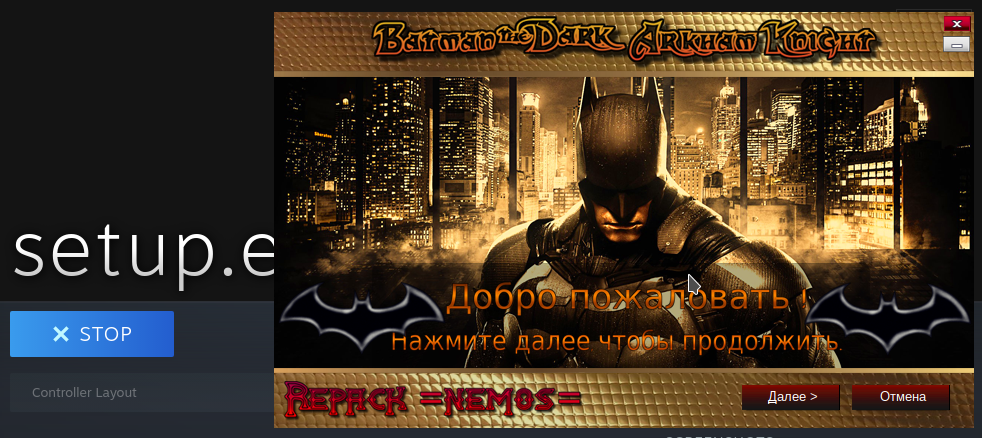 Batman the Dark Arkham Knight
setup.e
STOP
Controller Layout
Добро пожаловать !
Нажмите далее чтобы продолжить.
Repack =nemos=
Далее >
Отмена